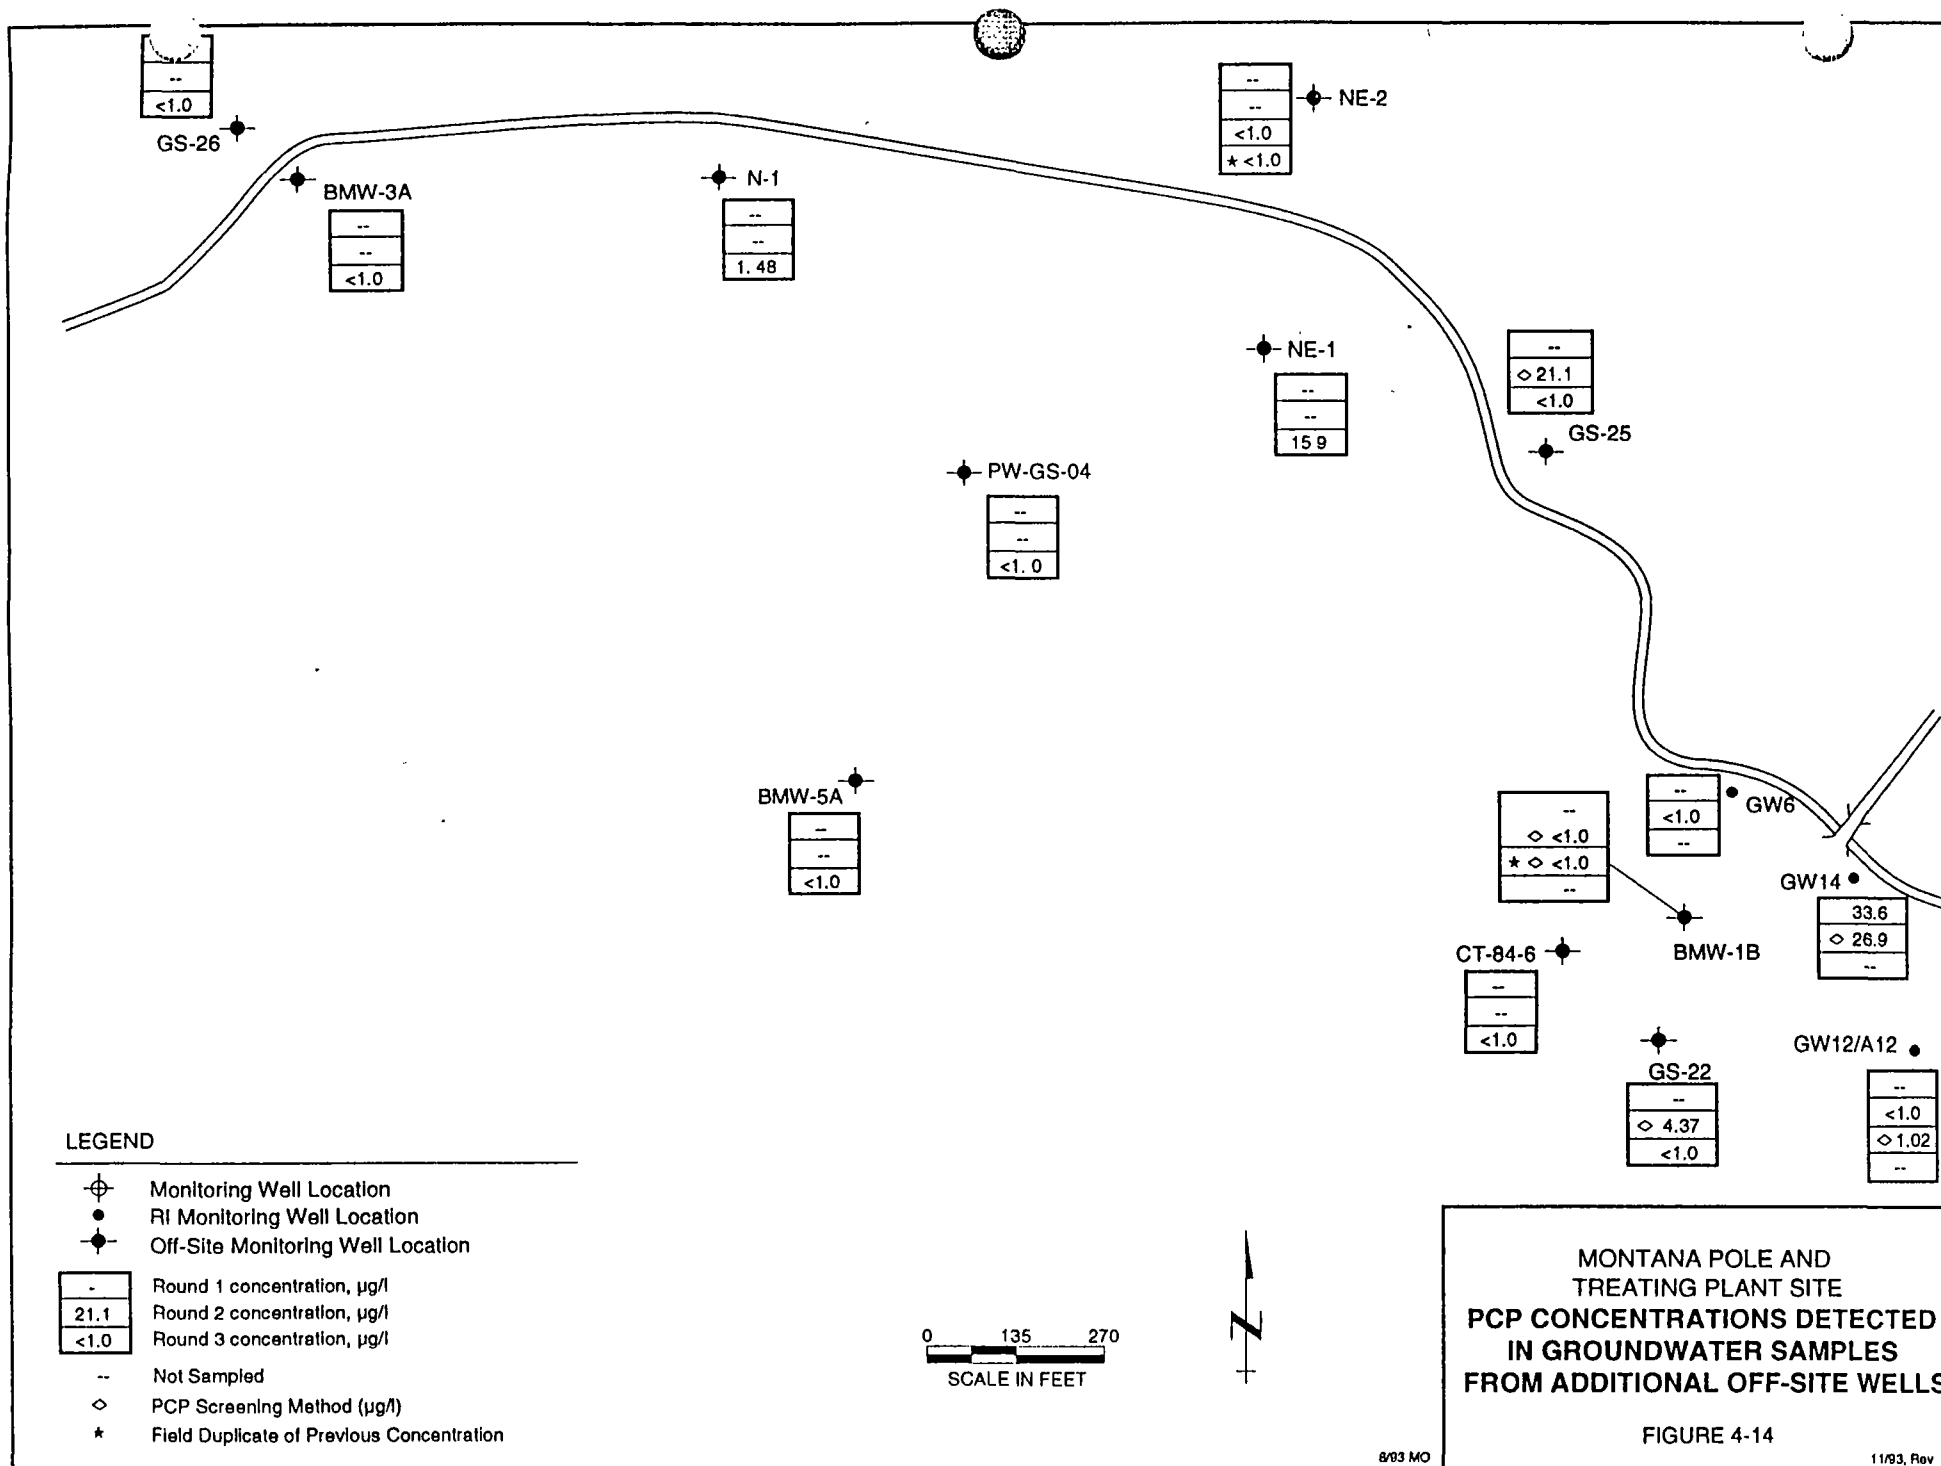 --
<1.0
GS-26
BMW-3A
--
--
<1.0
N-1
--
--
1. 48
--
--
<1.0
★ <1.0
NE-2
NE-1
--
--
15 9
--
◇ 21.1
<1.0
GS-25
PW-GS-04
--
--
<1. 0
BMW-5A
--
--
<1.0
--
◇ <1.0
★ ◇ <1.0
--
BMW-1B
--
<1.0
--
GW6
GW14
33.6
◇ 26.9
--
CT-84-6
--
--
<1.0
GS-22
--
◇ 4.37
<1.0
GW12/A12
--
<1.0
◇ 1.02
--
LEGEND
Monitoring Well Location
RI Monitoring Well Location
Off-Site Monitoring Well Location
- Round 1 concentration, µg/l
21.1 Round 2 concentration, µg/l
<1.0 Round 3 concentration, µg/l
-- Not Sampled
◇ PCP Screening Method (µg/l)
★ Field Duplicate of Previous Concentration
0 135 270
SCALE IN FEET
N
MONTANA POLE AND
TREATING PLANT SITE
PCP CONCENTRATIONS DETECTED
IN GROUNDWATER SAMPLES
FROM ADDITIONAL OFF-SITE WELLS
FIGURE 4-14
8/93 MO
11/93, Rev